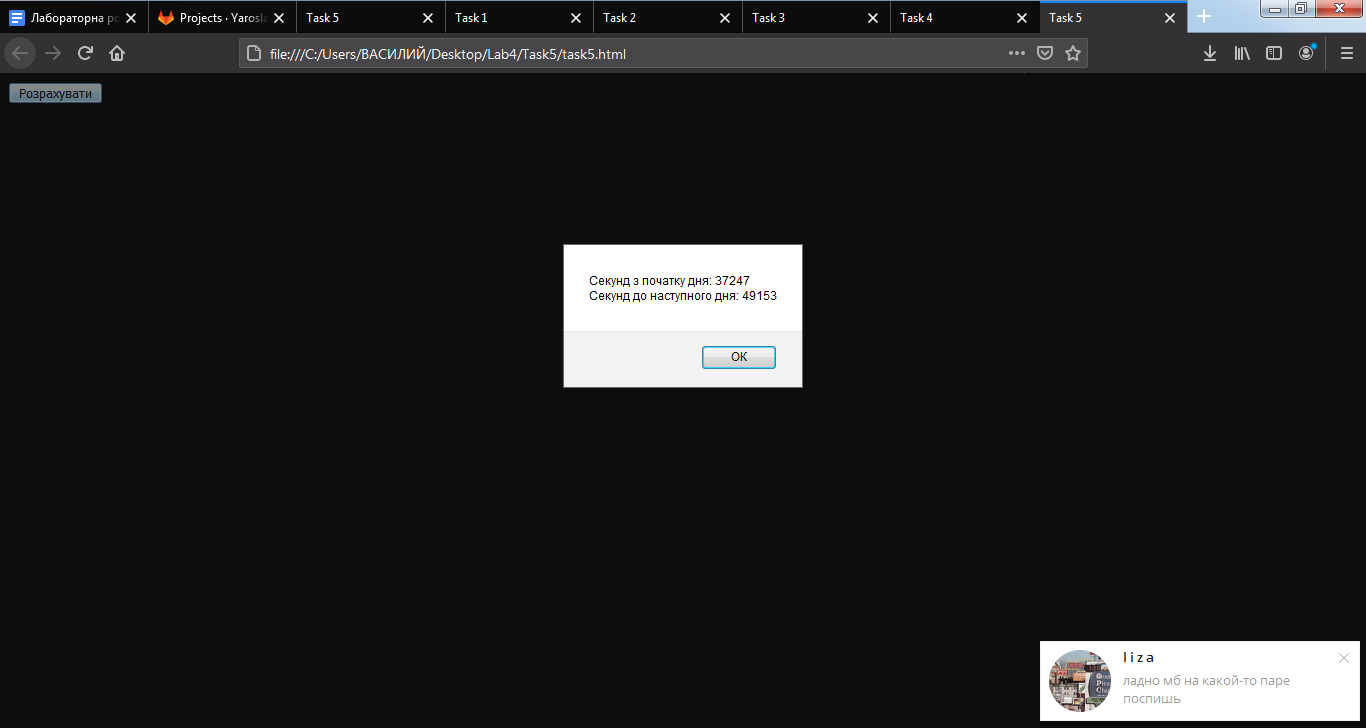 Лабораторна ро
Projects · Yarosla
Task 5
Task 1
Task 2
Task 3
Task 4
Task 5
file:///C:/Users/ВАСИЛИЙ/Desktop/Lab4/Task5/task5.html
Розрахувати
Секунд з початку дня: 37247
Секунд до наступного дня: 49153
OK
l i z a
ладно мб на какой-то паре
поспишь